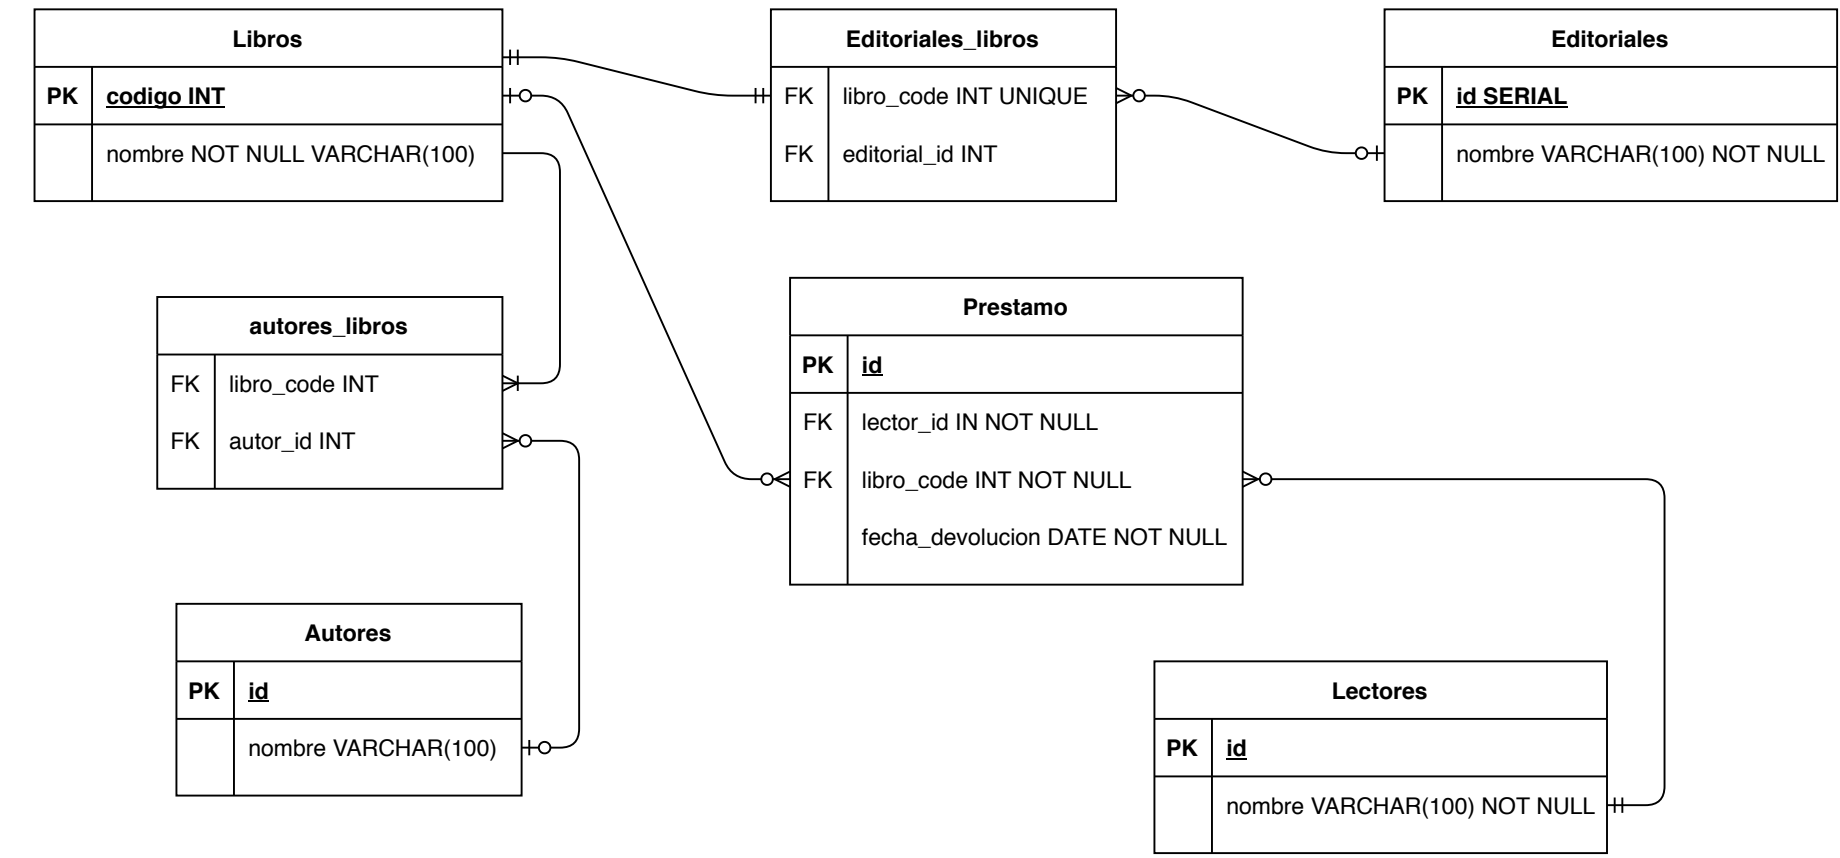 Libros
PK codigo INT
nombre NOT NULL VARCHAR(100)
Editoriales_libros
FK libro_code INT UNIQUE
FK editorial_id INT
Editoriales
PK id SERIAL
nombre VARCHAR(100) NOT NULL
autores_libros
FK libro_code INT
FK autor_id INT
Prestamo
PK id
FK lector_id IN NOT NULL
FK libro_code INT NOT NULL
fecha_devolucion DATE NOT NULL
Autores
PK id
nombre VARCHAR(100)
Lectores
PK id
nombre VARCHAR(100) NOT NULL